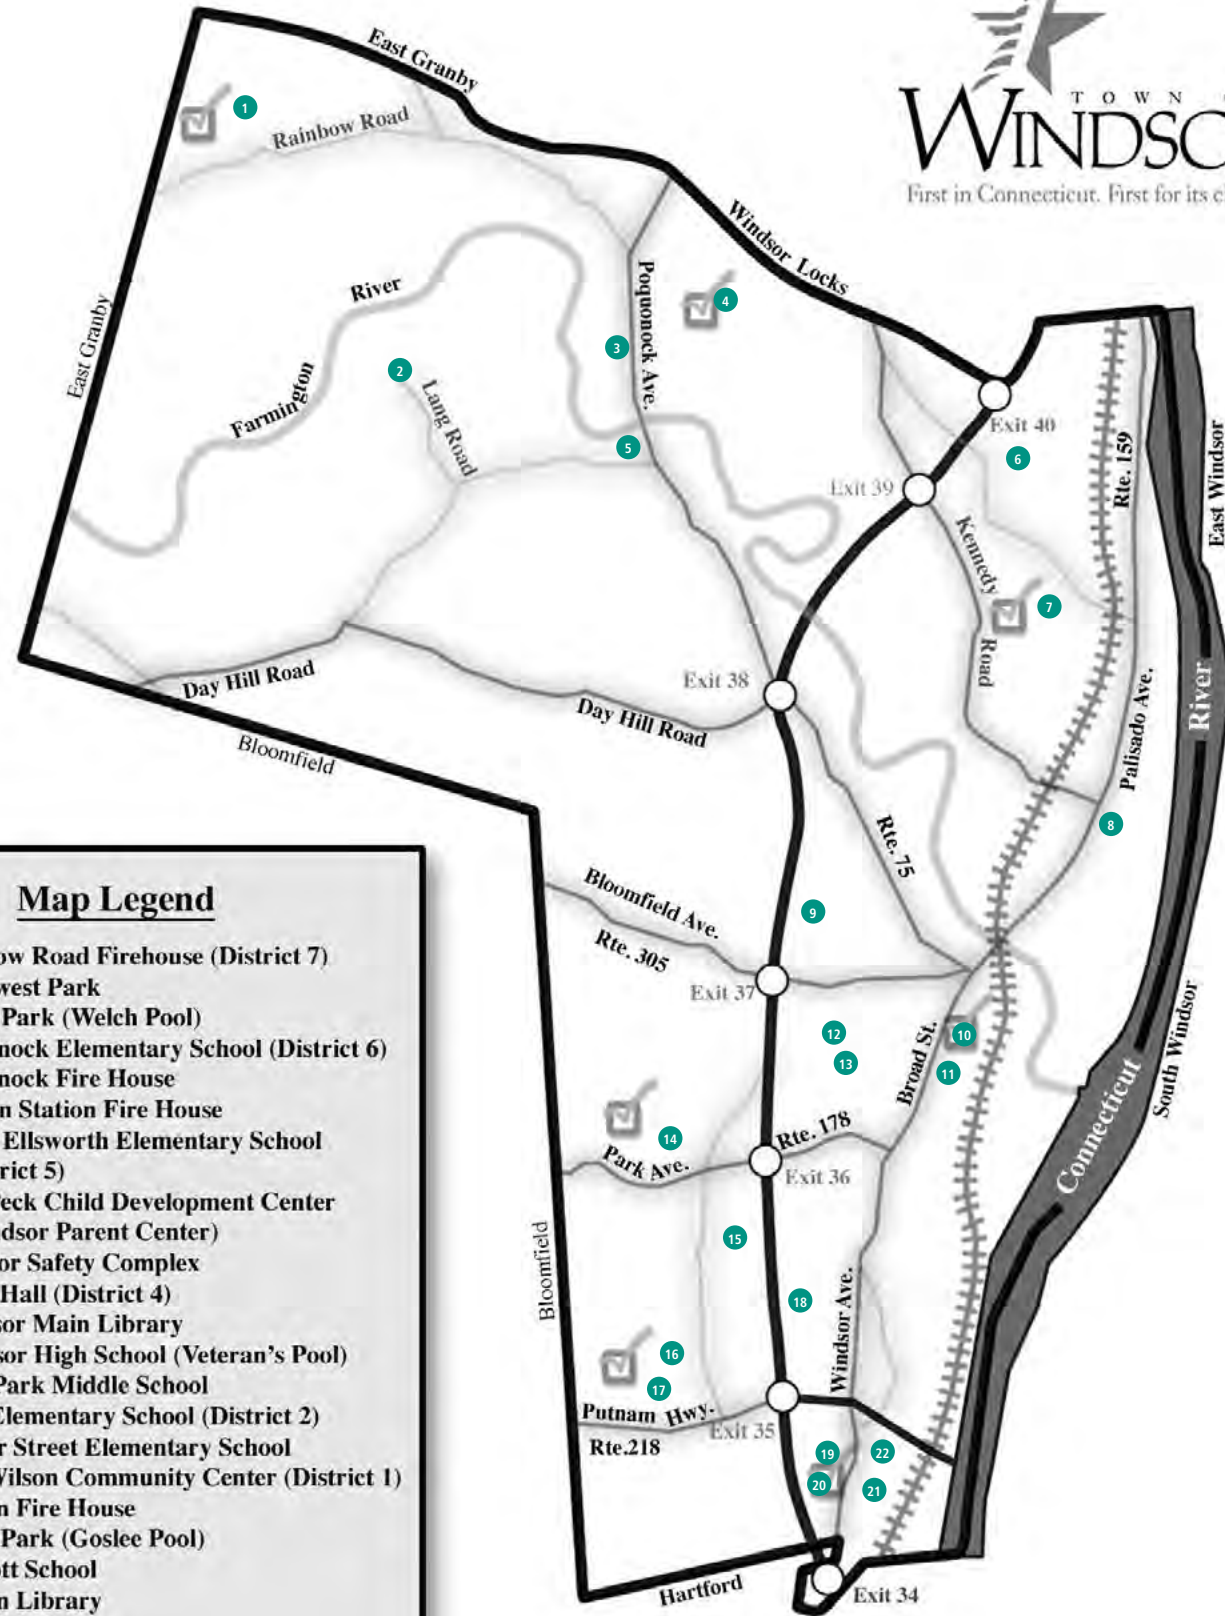 TOWN
WINDSO
First in Connecticut. First for its c
East Granby
1
Rainbow Road
Windsor Locks
River
Poquonock Ave.
4
East Granby
3
2
Farmington
Lang Road
5
Exit 40
6
Rte. 159
East Windsor
Exit 39
Kennedy
7
Road
Day Hill Road
Exit 38
River
Day Hill Road
Palisado Ave.
Bloomfield
8
Rte. 75
Bloomfield Ave.
9
Rte. 305
Exit 37
South Windsor
12
10
13
Broad St.
11
Connecticut
14
Rte. 178
Park Ave.
Exit 36
Bloomfield
15
18
Windsor Ave.
16
17
Putnam Hwy.
Exit 35
Rte.218
19
22
20
21
Hartford
Exit 34
Map Legend
ow Road Firehouse (District 7)
west Park
Park (Welch Pool)
nock Elementary School (District 6)
nock Fire House
n Station Fire House
Ellsworth Elementary School
rict 5)
eck Child Development Center
dsor Parent Center)
or Safety Complex
Hall (District 4)
sor Main Library
sor High School (Veteran's Pool)
Park Middle School
Elementary School (District 2)
r Street Elementary School
Wilson Community Center (District 1)
n Fire House
Park (Goslee Pool)
tt School
n Library